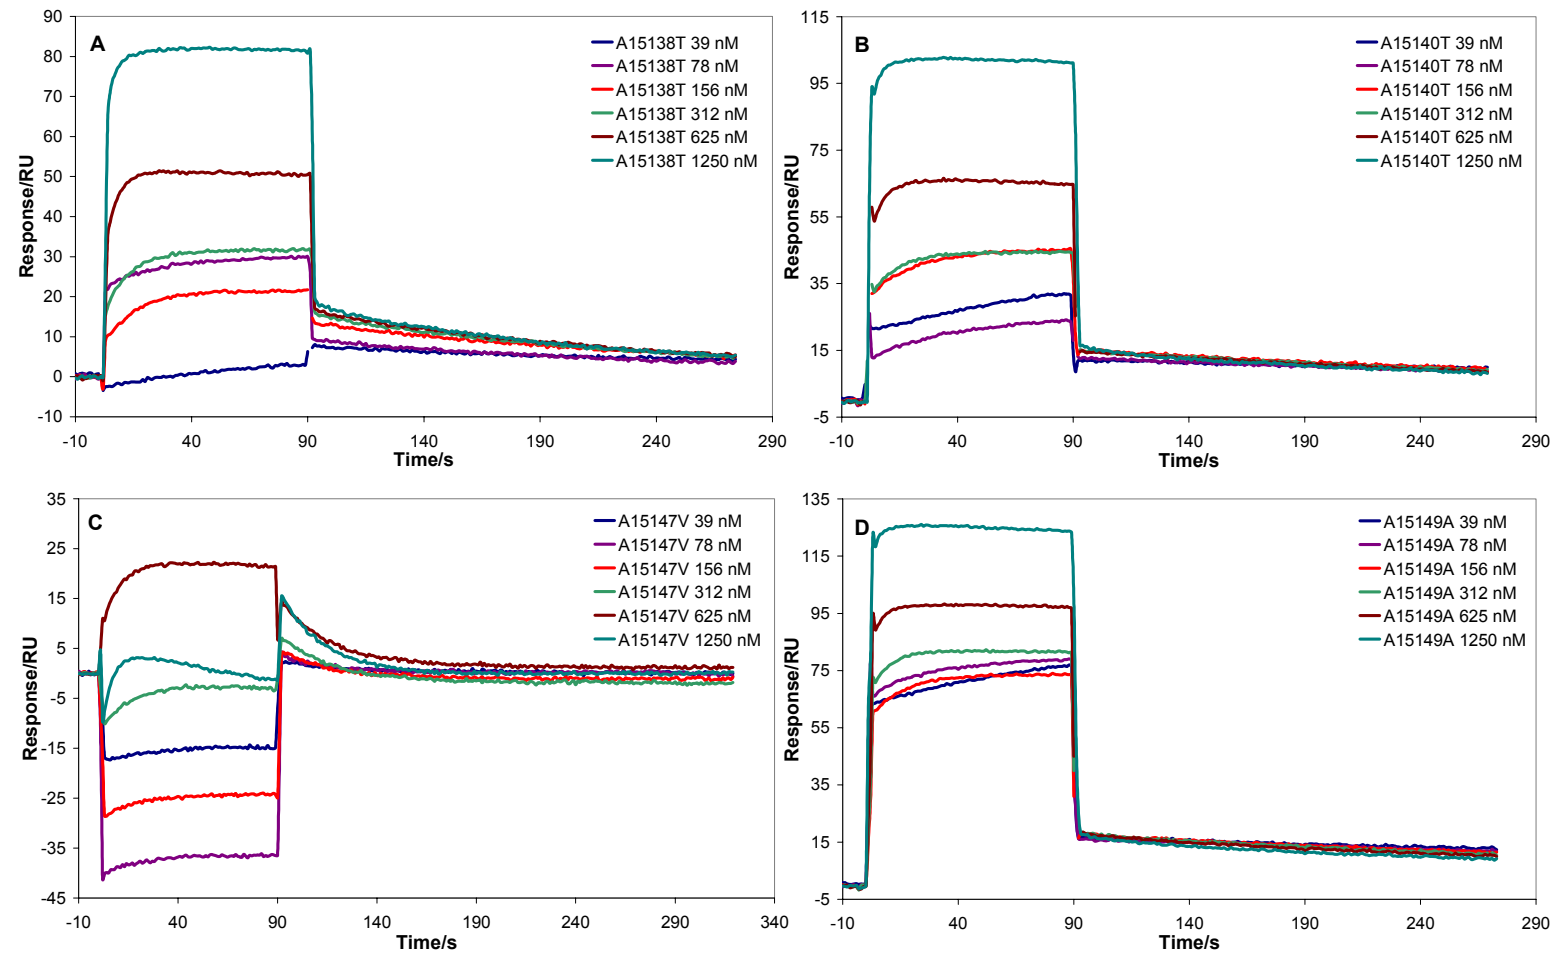 A
Response/RU
90
80
70
60
50
40
30
20
10
0
-10
A15138T 39 nM
A15138T 78 nM
A15138T 156 nM
A15138T 312 nM
A15138T 625 nM
A15138T 1250 nM
-10 40 90 140 190 240 290
Time/s
B
Response/RU
115
95
75
55
35
15
-5
A15140T 39 nM
A15140T 78 nM
A15140T 156 nM
A15140T 312 nM
A15140T 625 nM
A15140T 1250 nM
-10 40 90 140 190 240 290
Time/s
C
Response/RU
35
25
15
5
-5
-15
-25
-35
-45
A15147V 39 nM
A15147V 78 nM
A15147V 156 nM
A15147V 312 nM
A15147V 625 nM
A15147V 1250 nM
-10 40 90 140 190 240 290 340
Time/s
D
Response/RU
135
115
95
75
55
35
15
-5
A15149A 39 nM
A15149A 78 nM
A15149A 156 nM
A15149A 312 nM
A15149A 625 nM
A15149A 1250 nM
-10 40 90 140 190 240 290
Time/s